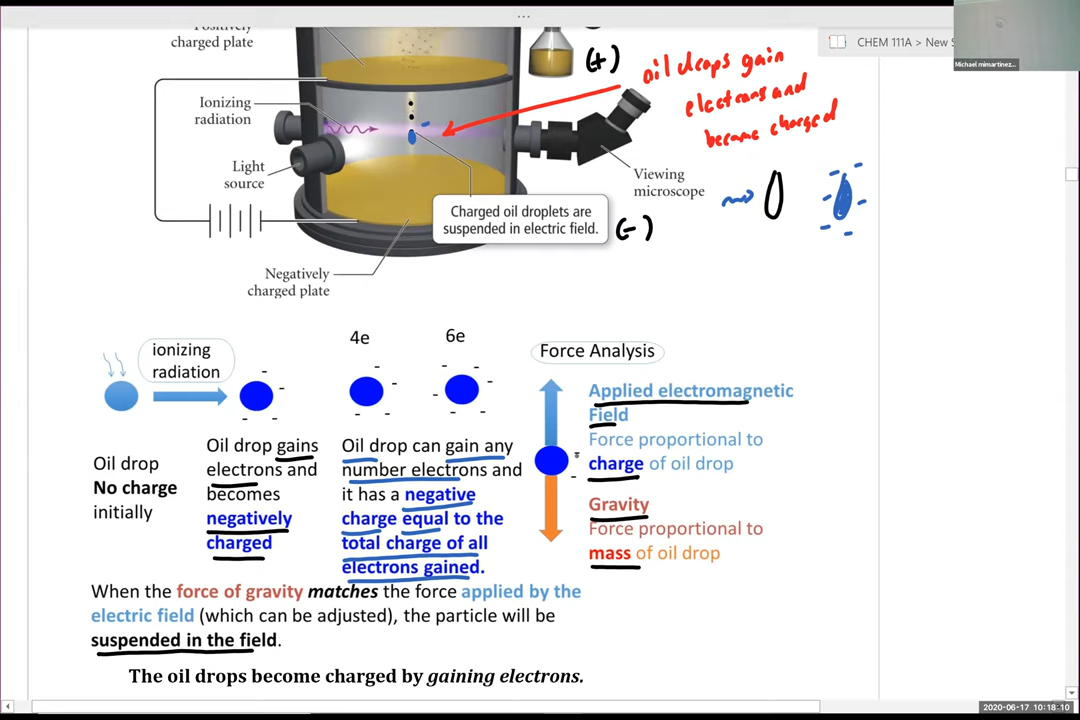 Positively
charged plate
Ionizing
radiation
Light
source
Negatively
charged plate
Charged oil droplets are
suspended in electric field.
Viewing
microscope
(+)
(-)
oil drops gain
electrons and
become charged
CHEM 111A > New S
Michael mimartinez...
ionizing
radiation
4e
6e
Force Analysis
Oil drop
No charge
initially
Oil drop gains
electrons and
becomes
negatively
charged
Oil drop can gain any
number electrons and
it has a negative
charge equal to the
total charge of all
electrons gained.
Applied electromagnetic
Field
Force proportional to
charge of oil drop
Gravity
Force proportional to
mass of oil drop
When the force of gravity matches the force applied by the
electric field (which can be adjusted), the particle will be
suspended in the field.
The oil drops become charged by gaining electrons.
2020-06-17 10:18:10